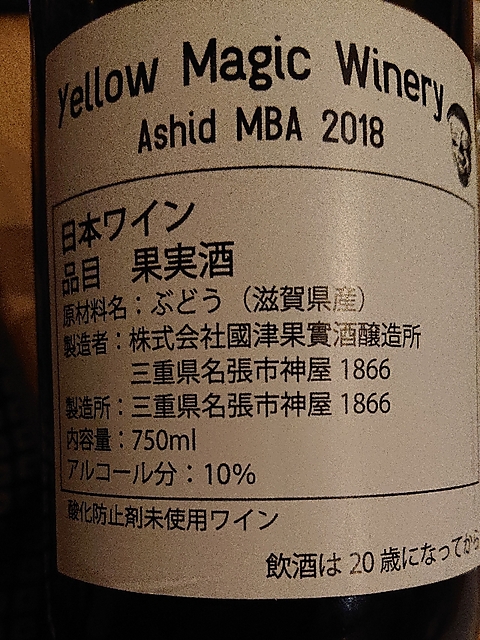 Yellow Magic Winery
Ashid MBA 2018
日本ワイン
品目 果実酒
原材料名：ぶどう（滋賀県産）
製造者：株式会社國津果實酒醸造所
三重県名張市神屋 1866
製造所：三重県名張市神屋 1866
内容量：750ml
アルコール分：10%
酸化防止剤未使用ワイン
飲酒は 20 歳になってから